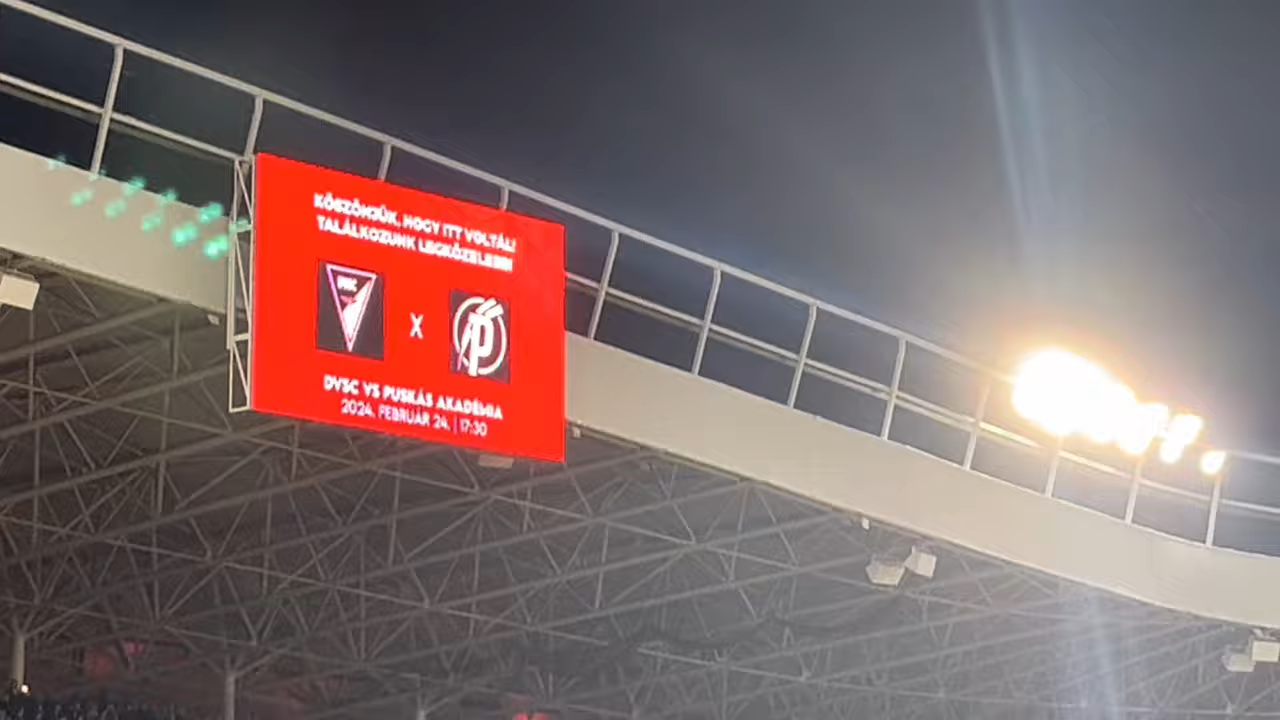 KÖSZÖNJÜK, HOGY ITT VOLTÁL!
TALÁLKOZUNK LEGKÖZELEBB!
X
DVSC VS PUSKÁS AKADÉMIA
2024. FEBRUÁR 24. | 17:30